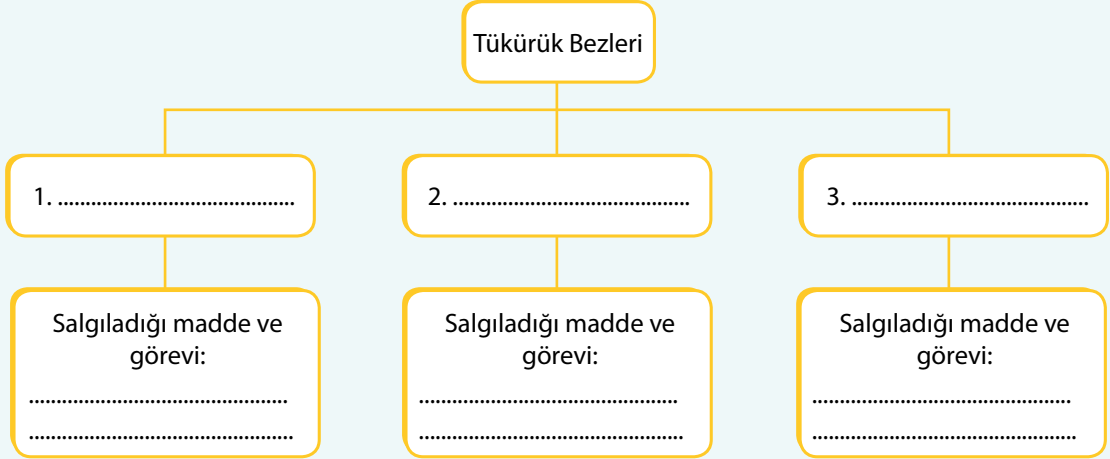 Tükürük Bezleri
1. ..........................................
2. ..........................................
3. ..........................................
Salgıladığı madde ve
görevi:
...............................................
................................................
Salgıladığı madde ve
görevi:
...............................................
................................................
Salgıladığı madde ve
görevi:
...............................................
................................................